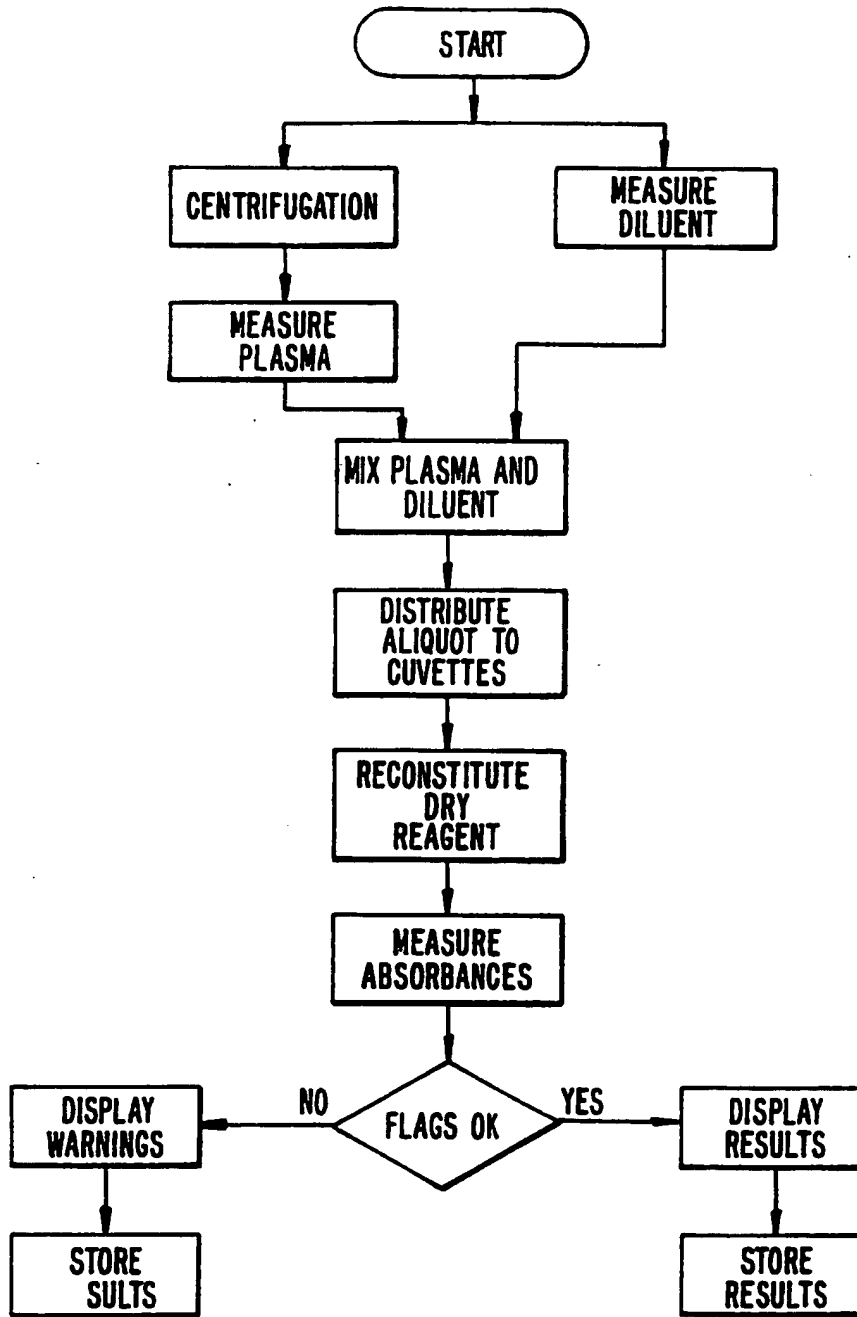 START
CENTRIFUGATION
MEASURE
DILUENT
MEASURE
PLASMA
MIX PLASMA AND
DILUENT
DISTRIBUTE
ALIQUOT TO
CUVETTES
RECONSTITUTE
DRY
REAGENT
MEASURE
ABSORBANCES
FLAGS OK
NO
YES
DISPLAY
WARNINGS
DISPLAY
RESULTS
STORE
SULTS
STORE
RESULTS